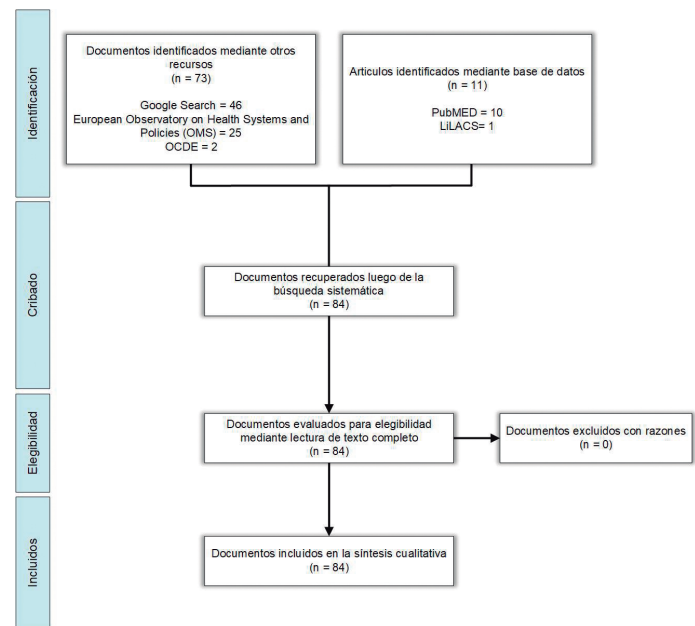 Identificación
Documentos identificados mediante otros
recursos
(n = 73)
Google Search = 46
European Observatory on Health Systems and
Policies (OMS) = 25
OCDE = 2
Articulos identificados mediante base de datos
(n = 11)
PubMED = 10
LiLACS= 1
Cribado
Documentos recuperados luego de la
búsqueda sistemática
(n = 84)
Elegibilidad
Documentos evaluados para elegibilidad
mediante lectura de texto completo
(n = 84)
Documentos excluidos con razones
(n = 0)
Incluidos
Documentos incluidos en la síntesis cualitativa
(n = 84)